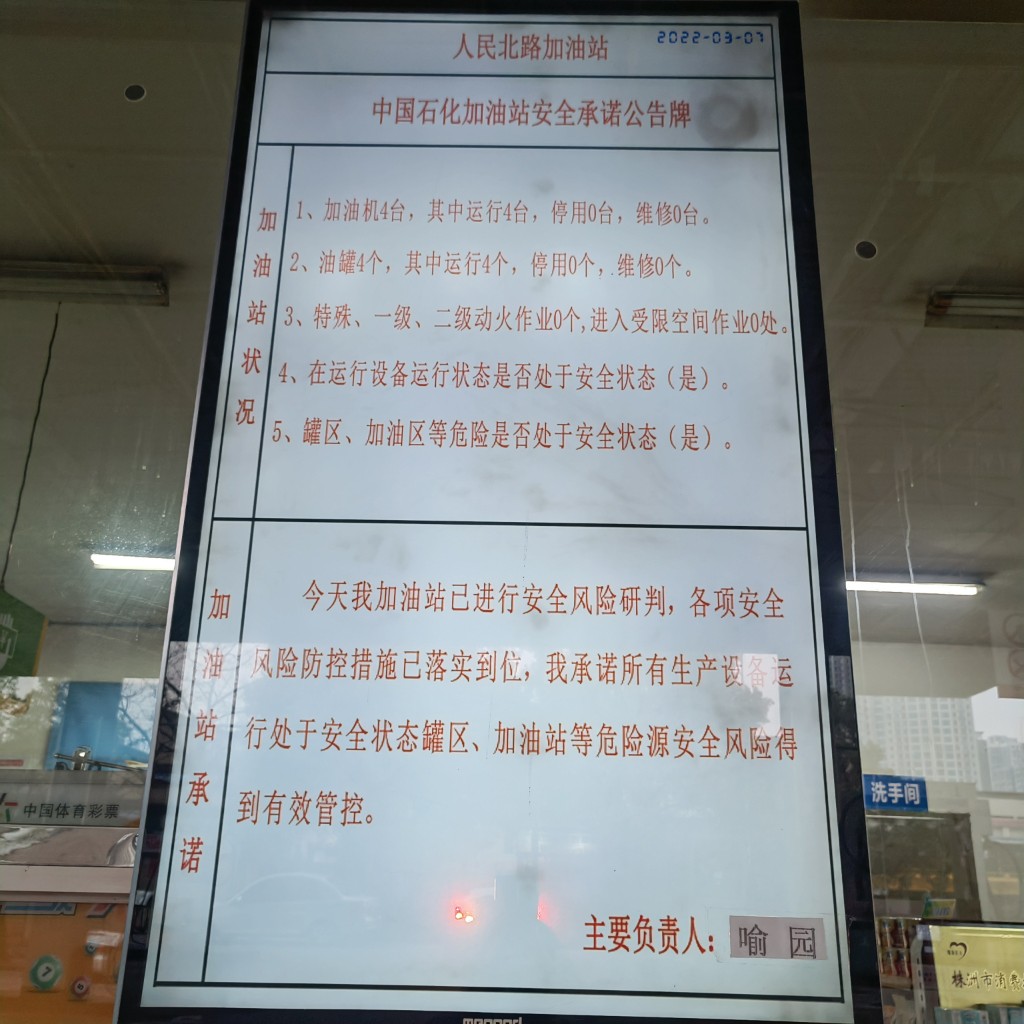 人民北路加油站
2022-03-07
中国石化加油站安全承诺公告牌
加油站状况
1、加油机4台，其中运行4台，停用0台，维修0台。
2、油罐4个，其中运行4个，停用0个，维修0个。
3、特殊、一级、二级动火作业0个,进入受限空间作业0处。
4、在运行设备运行状态是否处于安全状态（是）。
5、罐区、加油区等危险是否处于安全状态（是）。
加油站承诺
今天我加油站已进行安全风险研判，各项安全
风险防控措施已落实到位，我承诺所有生产设备运
行处于安全状态罐区、加油站等危险源安全风险得
到有效管控。
主要负责人：喻园
中国体育彩票
洗手间
株洲市消费
7